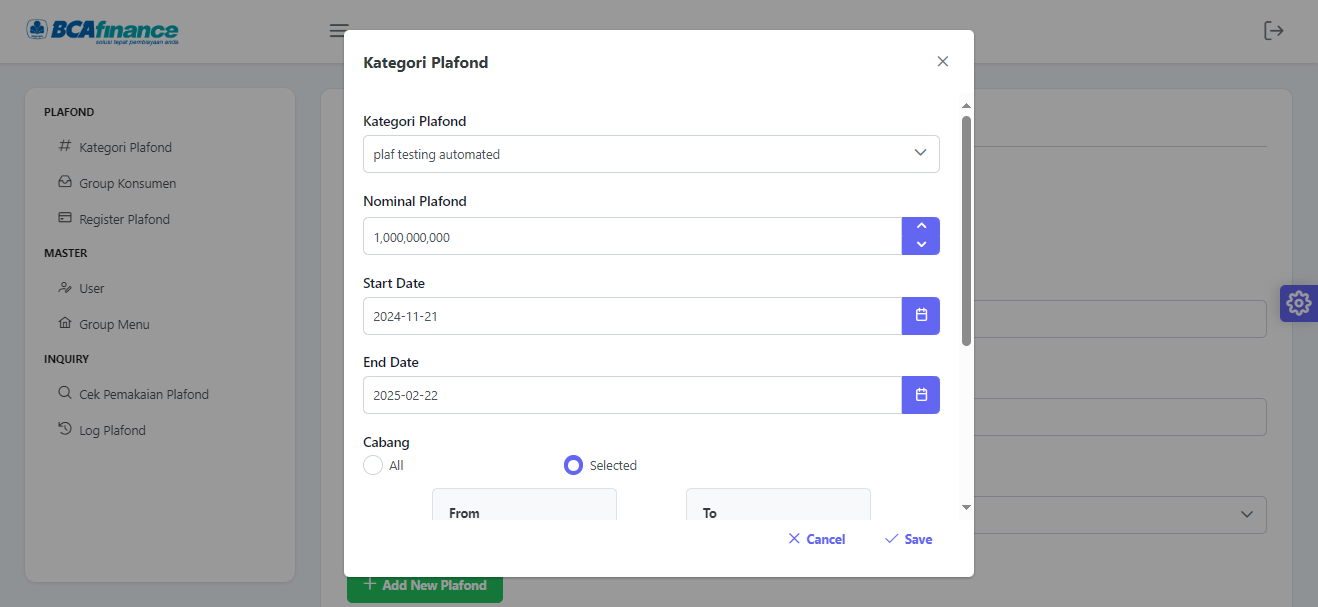 BCAfinance
solusi tepat pembiayaan anda
PLAFOND
Kategori Plafond
Group Konsumen
Register Plafond
MASTER
User
Group Menu
INQUIRY
Cek Pemakaian Plafond
Log Plafond
Kategori Plafond
Kategori Plafond
plaf testing automated
Nominal Plafond
1,000,000,000
Start Date
2024-11-21
End Date
2025-02-22
Cabang
All
Selected
From
To
Cancel
Save
Add New Plafond